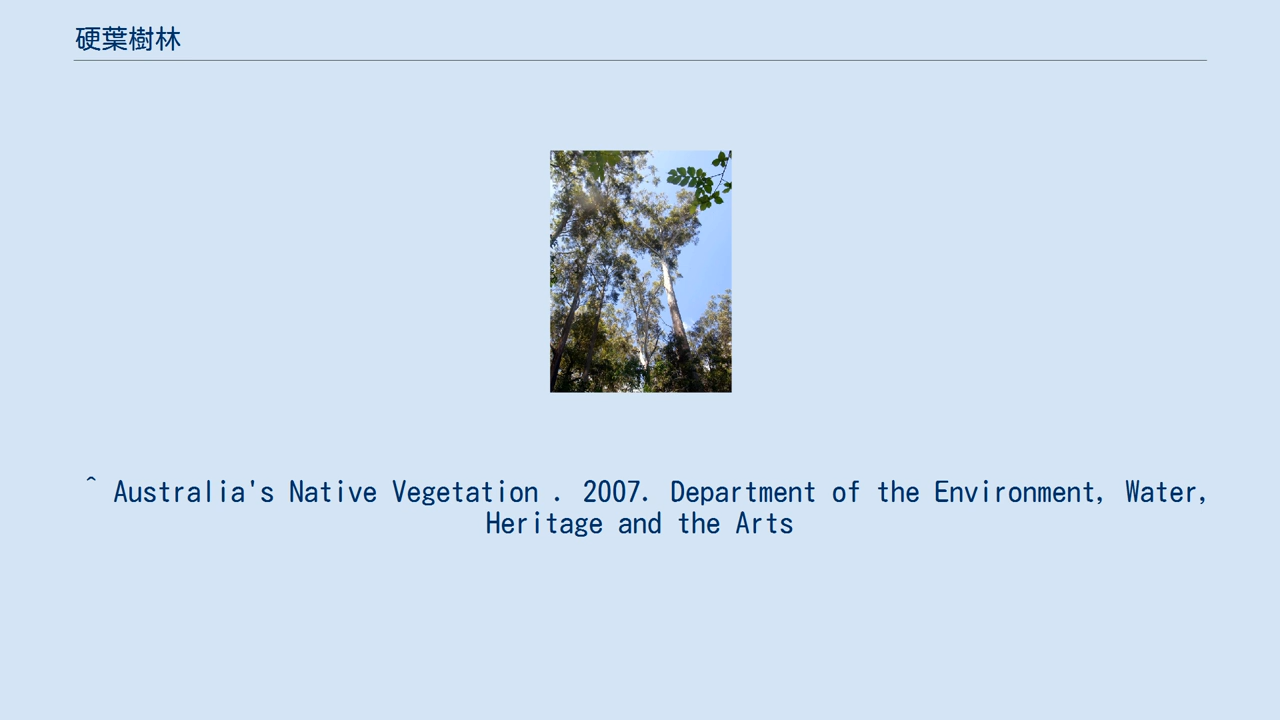 硬葉樹林
^ Australia's Native Vegetation . 2007. Department of the Environment, Water,
Heritage and the Arts